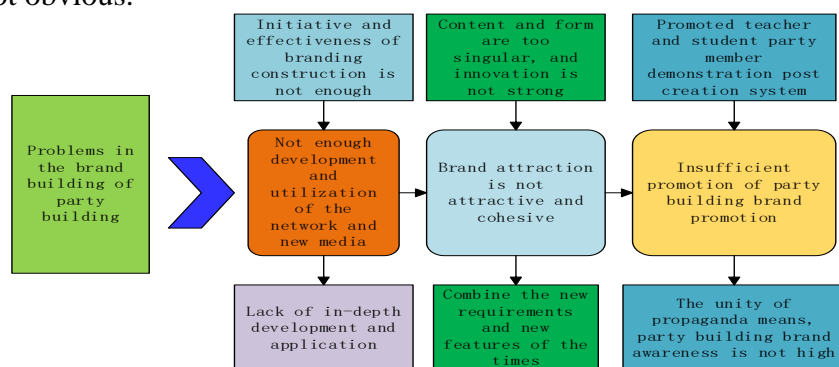 not obvious.
Problems in
the brand
building of
party
building
Initiative and
effectiveness of
branding
construction is
not enough
Content and form
are too
singular, and
innovation is
not strong
Promoted teacher
and student party
member
demonstration post
creation system
Not enough
development
and
utilization
of the
network and
new media
Brand attraction
is not
attractive and
cohesive
Insufficient
promotion of party
building brand
promotion
Lack of in-depth
development and
application
Combine the new
requirements
and new
features of the
times
The unity of
propaganda means,
party building brand
awareness is not high